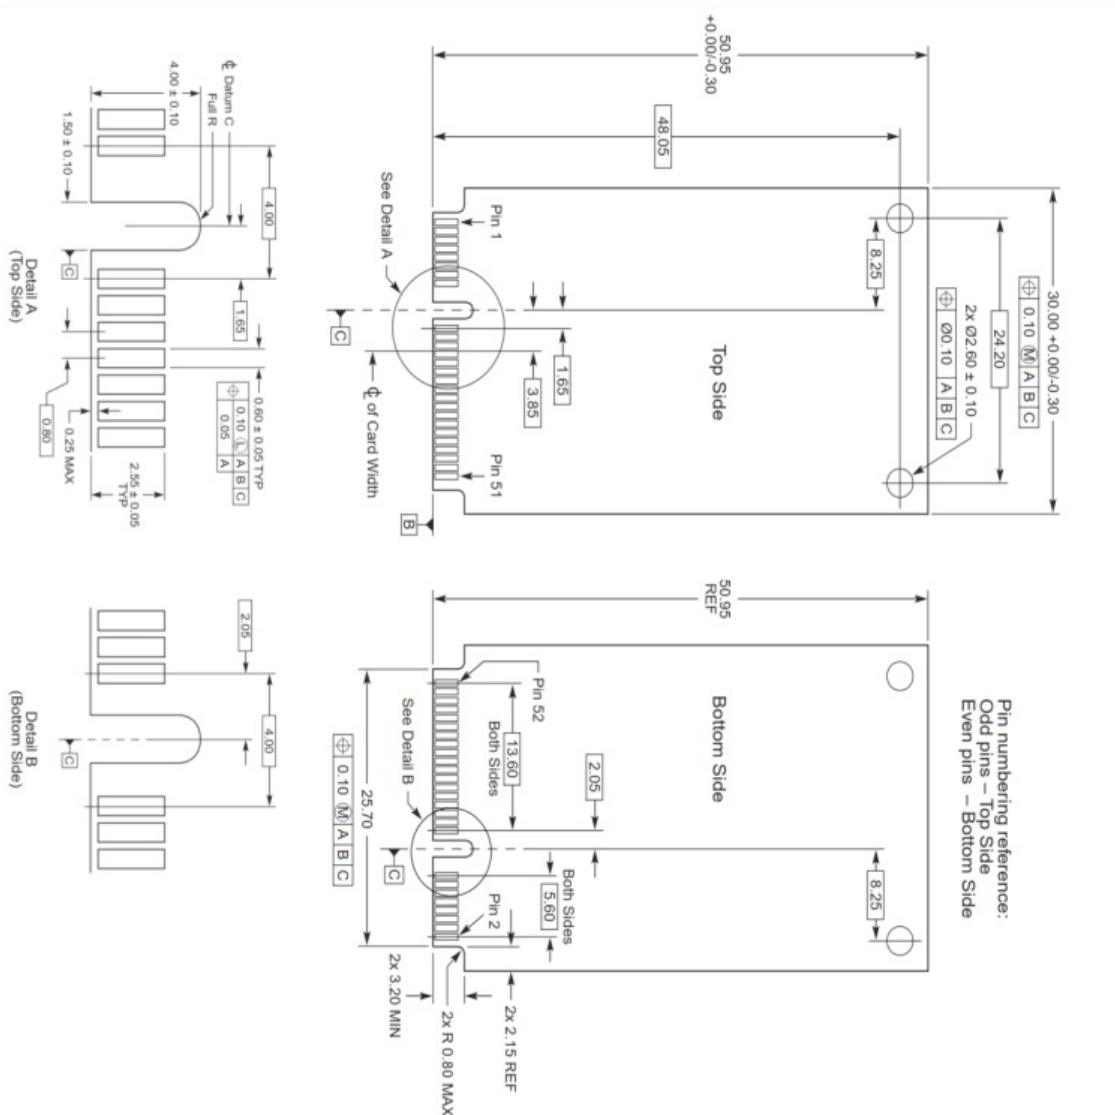 Pin numbering reference:
Odd pins – Top Side
Even pins – Bottom Side
30.00 +0.00/-0.30
⌖ 0.10 Ⓜ A B C
24.20
2x Ø2.60 ± 0.10
⌖ Ø0.10 A B C
8.25
50.95
+0.00/-0.30
48.05
Top Side
1.65
3.85
Pin 1
Pin 51
See Detail A
C
℄ of Card Width
B
8.25
50.95
REF
Bottom Side
2.05
13.60
Both Sides
Both Sides
5.60
Pin 52
Pin 2
See Detail B
C
25.70
⌖ 0.10 Ⓜ A B C
2x 2.15 REF
2x R 0.80 MAX
2x 3.20 MIN
4.00
℄ Datum C
Full R
4.00 ± 0.10
1.50 ± 0.10
C
1.65
0.60 ± 0.05 TYP
⌖ 0.10 Ⓛ A B C
0.05 A
0.25 MAX
0.80
2.55 ± 0.05
TYP
Detail A
(Top Side)
2.05
4.00
C
Detail B
(Bottom Side)